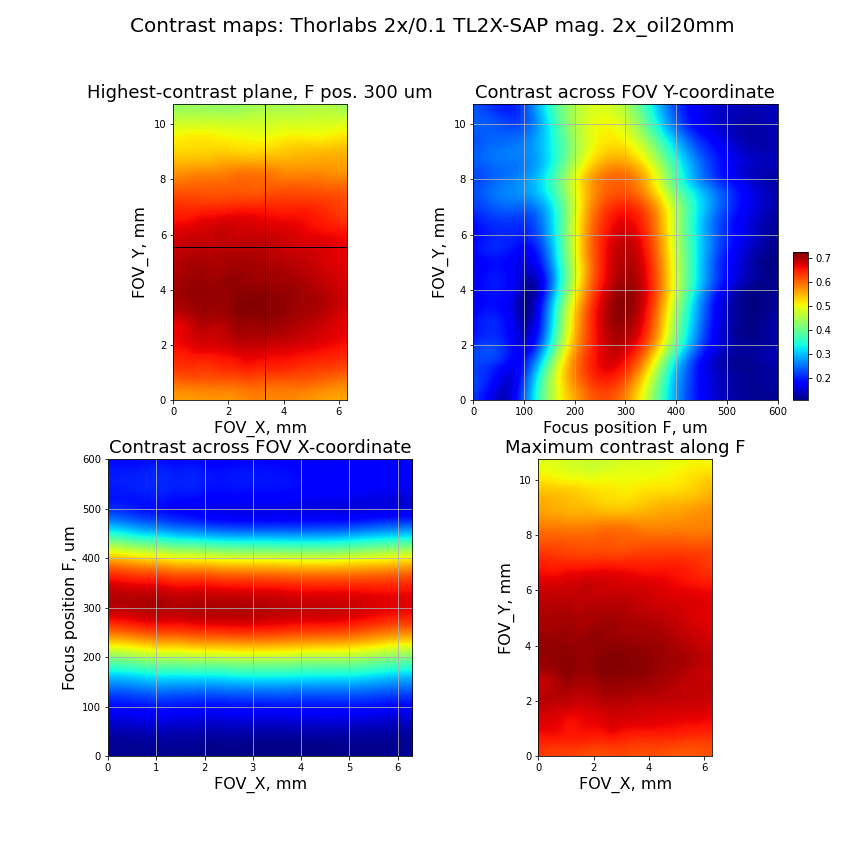 Contrast maps: Thorlabs 2x/0.1 TL2X-SAP mag. 2x_oil20mm
Highest-contrast plane, F pos. 300 um
10
8
6
4
2
0
FOV_Y, mm
0 2 4 6
FOV_X, mm
Contrast across FOV Y-coordinate
10
8
6
4
2
0
FOV_Y, mm
0 100 200 300 400 500 600
Focus position F, um
0.7
0.6
0.5
0.4
0.3
0.2
Contrast across FOV X-coordinate
600
500
400
300
200
100
0
Focus position F, um
0 1 2 3 4 5 6
FOV_X, mm
Maximum contrast along F
10
8
6
4
2
0
FOV_Y, mm
0 2 4 6
FOV_X, mm